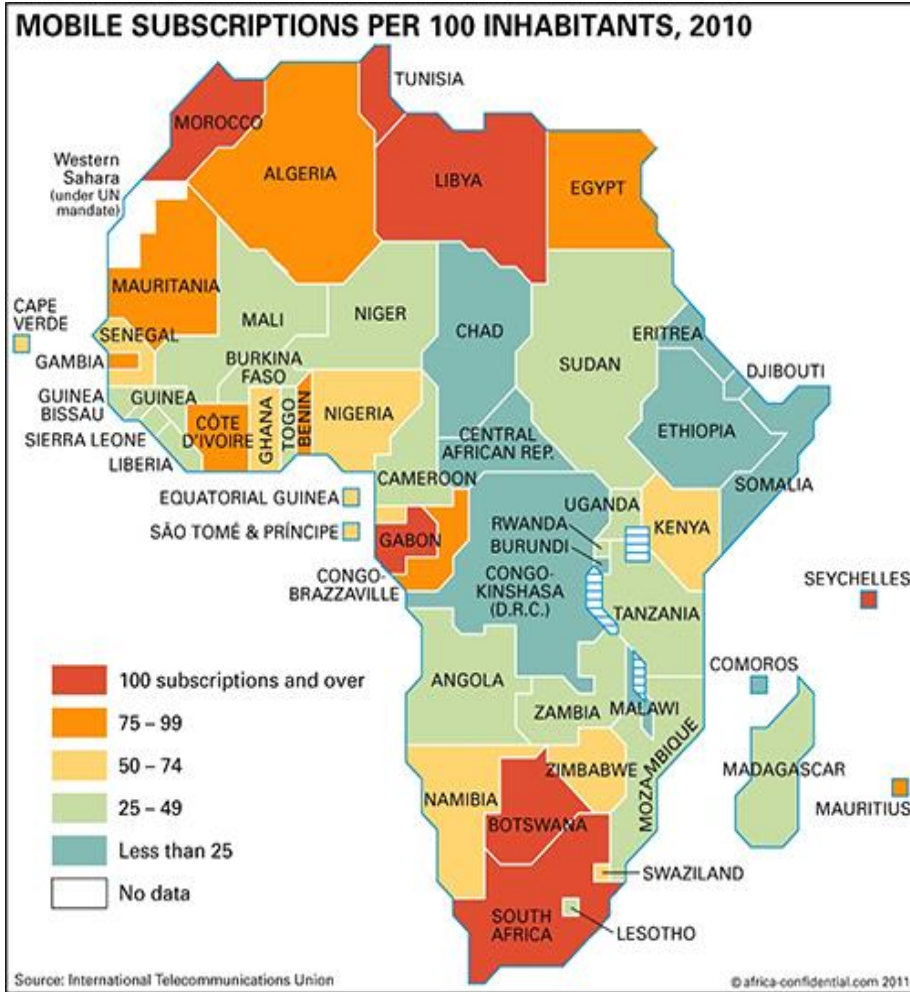 MOBILE SUBSCRIPTIONS PER 100 INHABITANTS, 2010
TUNISIA
MOROCCO
Western
Sahara
(under UN
mandate)
ALGERIA
LIBYA
EGYPT
MAURITANIA
CAPE
VERDE
SENEGAL
MALI
NIGER
CHAD
SUDAN
ERITREA
GAMBIA
BURKINA
FASO
DJIBOUTI
GUINEA
BISSAU
GUINEA
CÔTE
D'IVOIRE
GHANA
TOGO
BENIN
NIGERIA
SIERRA LEONE
LIBERIA
CENTRAL
AFRICAN REP.
ETHIOPIA
CAMEROON
SOMALIA
EQUATORIAL GUINEA
UGANDA
KENYA
SÃO TOMÉ & PRÍNCIPE
GABON
RWANDA
BURUNDI
CONGO-
BRAZZAVILLE
CONGO-
KINSHASA
(D.R.C.)
TANZANIA
SEYCHELLES
COMOROS
ANGOLA
ZAMBIA
MALAWI
MOZAMBIQUE
MADAGASCAR
MAURITIUS
ZIMBABWE
NAMIBIA
BOTSWANA
SWAZILAND
SOUTH
AFRICA
LESOTHO
100 subscriptions and over
75 – 99
50 – 74
25 – 49
Less than 25
No data
Source: International Telecommunications Union
© africa-confidential.com 2011